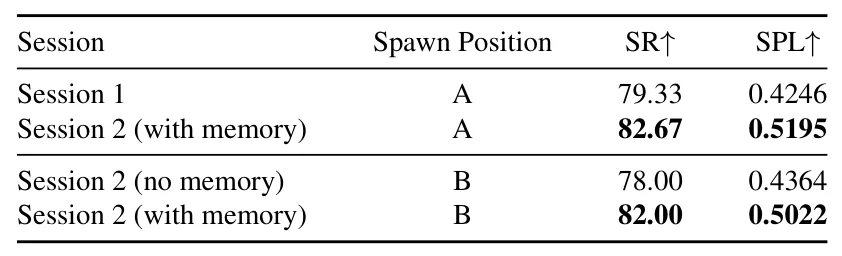 Session Spawn Position SR↑ SPL↑
Session 1 A 79.33 0.4246
Session 2 (with memory) A 82.67 0.5195
Session 2 (no memory) B 78.00 0.4364
Session 2 (with memory) B 82.00 0.5022